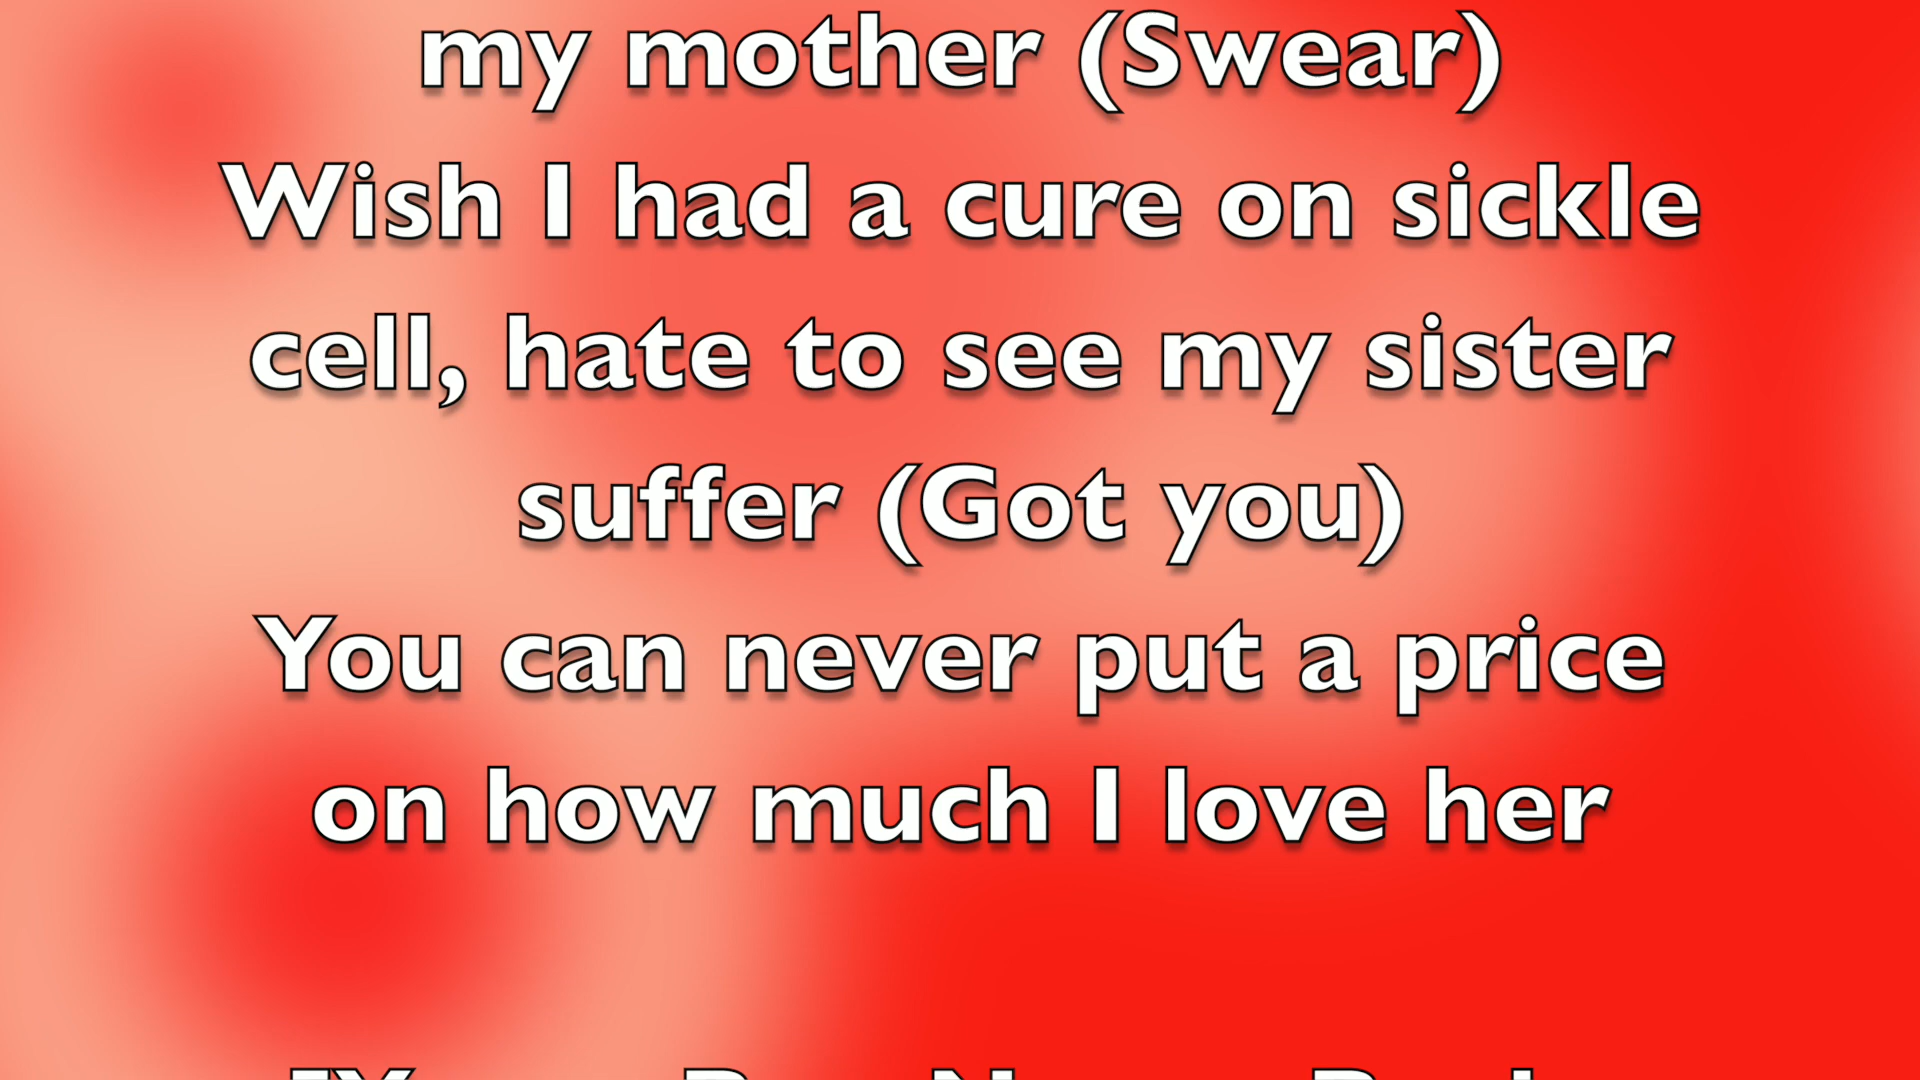 my mother (Swear)
Wish I had a cure on sickle
cell, hate to see my sister
suffer (Got you)
You can never put a price
on how much I love her